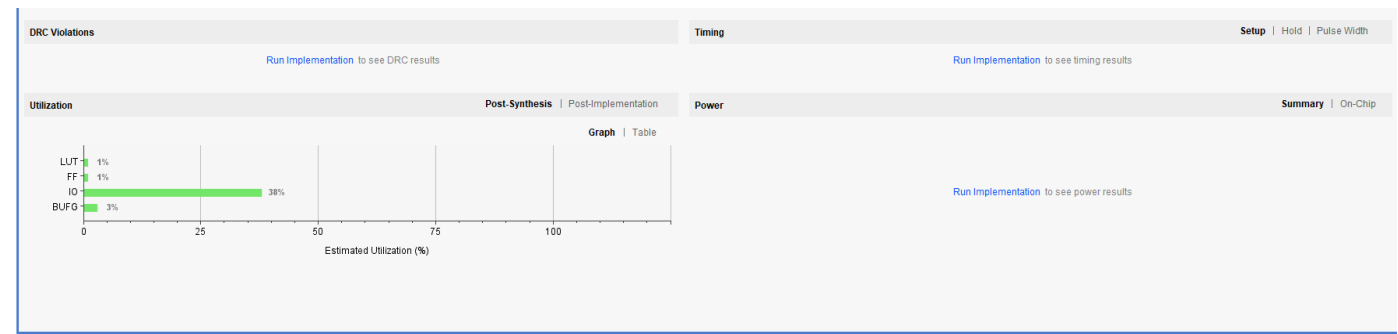 DRC Violations
Run Implementation to see DRC results
Timing
Setup | Hold | Pulse Width
Run Implementation to see timing results
Utilization
Post-Synthesis | Post-Implementation
Graph | Table
LUT 1%
FF 1%
IO 38%
BUFG 3%
0 25 50 75 100
Estimated Utilization (%)
Power
Summary | On-Chip
Run Implementation to see power results